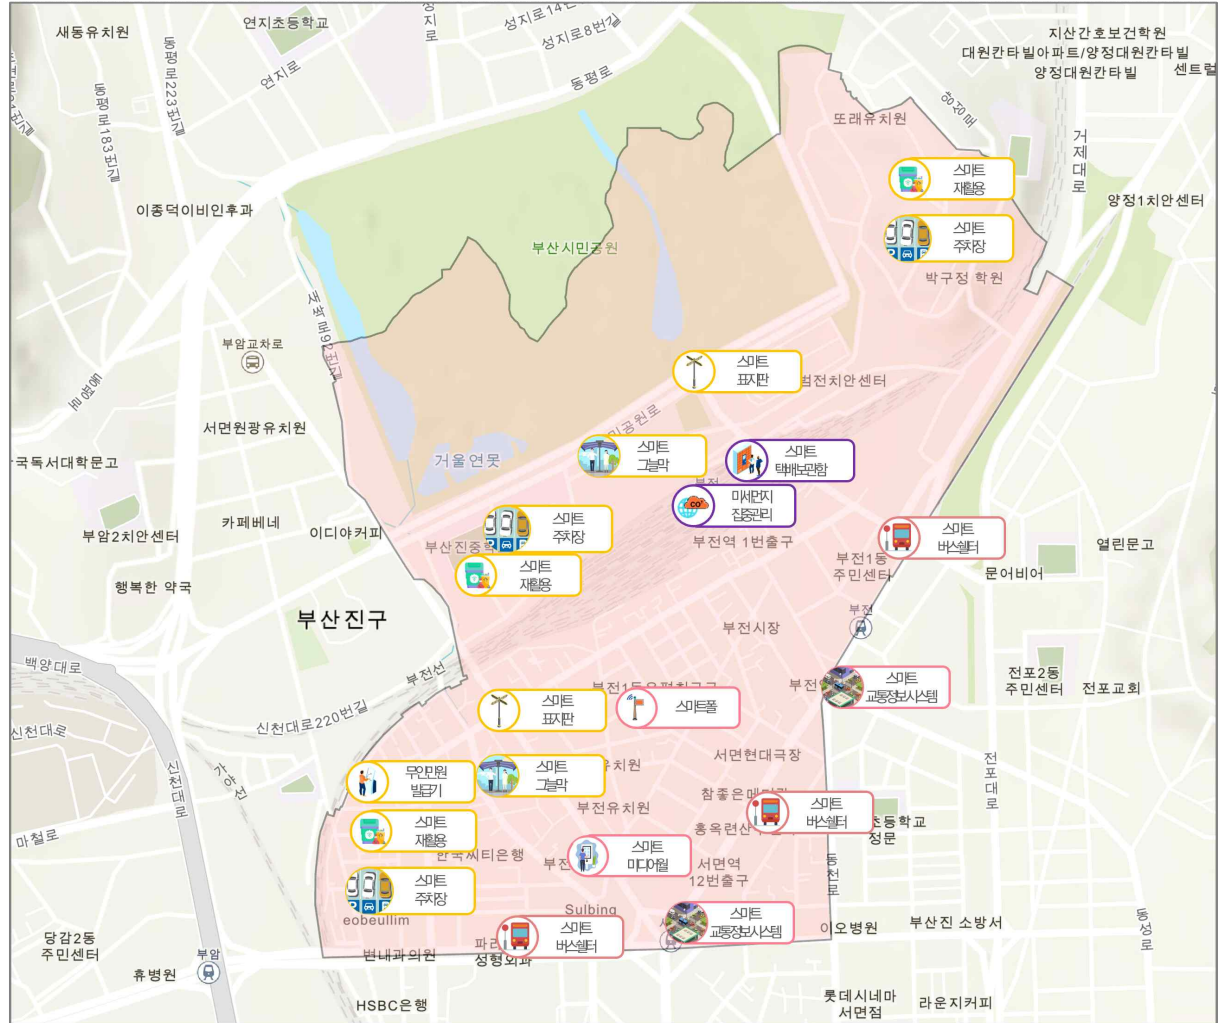 새동유치원
연지초등학교
성지로
성지로8번길
지산간호보건학원
대원칸타빌아파트/양정대원칸타빌
양정대원칸타빌
센트럴
동평로223번길
동평로183번길
연지로
동평로
또래유치원
거제대로
스마트
재활용
양정1치안센터
이종덕이비인후과
스마트
주차장
부산시민공원
박구정 학원
부암교차로
스마트
표지판
범전치안센터
서면원광유치원
스마트
그늘막
스마트
택배보관함
거울연못
미세먼지
집중관리
카페베네
이디야커피
스마트
주차장
부암2치안센터
부전역 1번출구
스마트
버스쉘터
열린문고
스마트
재활용
부전1동
주민센터
문어비어
행복한 약국
부산진구
부전시장
부전
백양대로
부전선
전포2동
주민센터
전포교회
스마트
교통정보시스템
스마트
표지판
스마트폴
신천대로220번길
신천대로
가야선
신천대로
서면현대극장
전포대로
무인민원
발급기
스마트
그늘막
부전유치원
스마트
버스쉘터
마철로
스마트
재활용
한국씨티은행
스마트
미디어월
서면역
12번출구
동천로
정문
스마트
주차장
eobeullim
Sulbing
스마트
버스쉘터
스마트
교통정보시스템
이오병원
부산진 소방서
동성로
당감2동
주민센터
부암
휴병원
변내과의원
성형외과
HSBC은행
롯데시네마
서면점
라운지커피